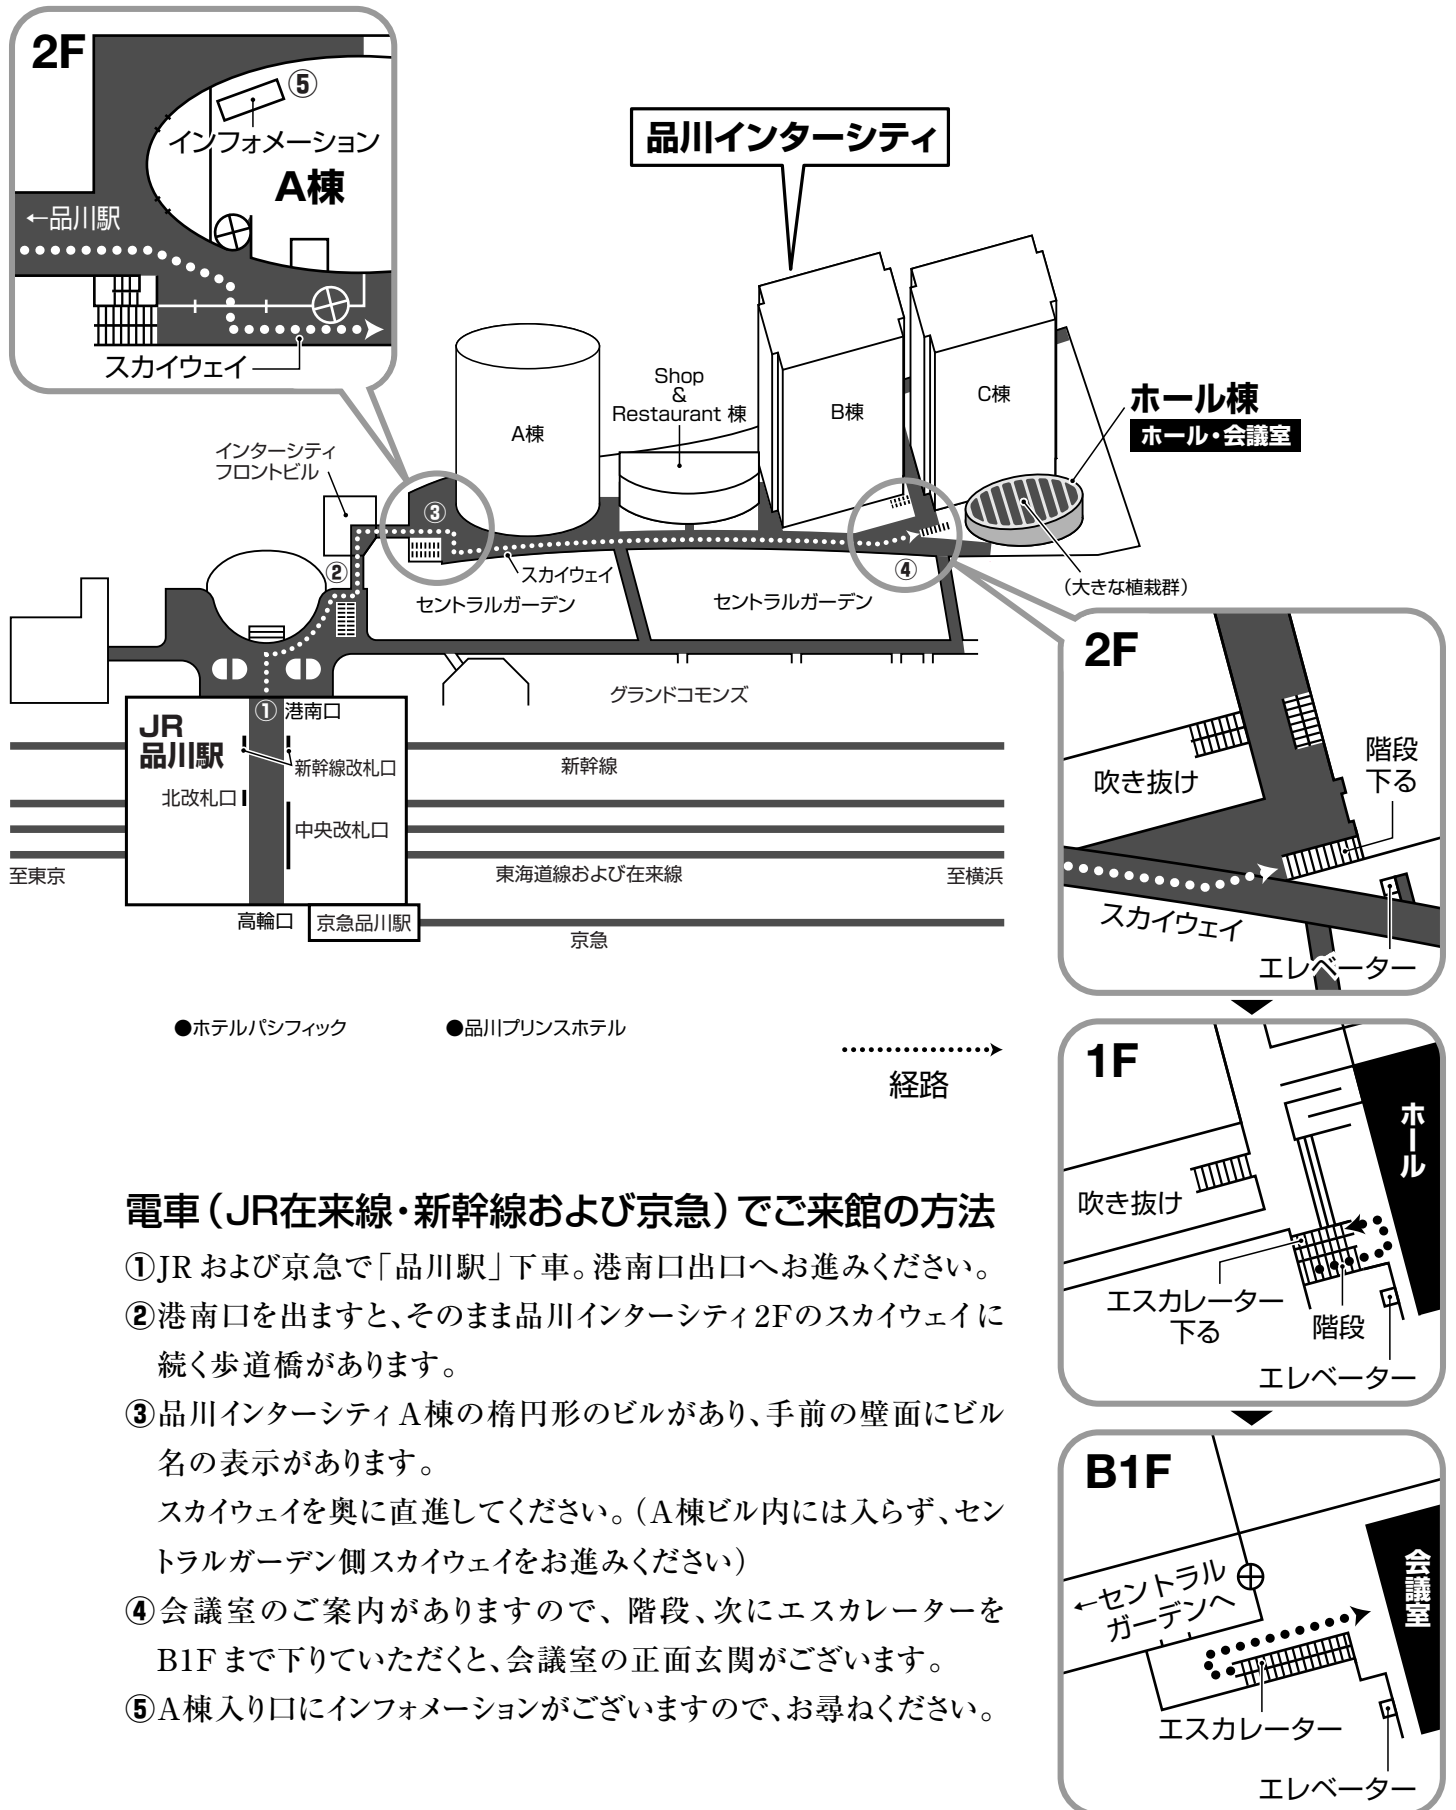 2F
⑤
インフォメーション
A棟
←品川駅
スカイウェイ
品川インターシティ
A棟
Shop
&
Restaurant 棟
B棟
C棟
ホール棟
ホール・会議室
インターシティ
フロントビル
③
②
スカイウェイ
セントラルガーデン
セントラルガーデン
④
(大きな植栽群)
グランドコモンズ
① 港南口
JR
品川駅
新幹線改札口
北改札口
中央改札口
新幹線
至東京
東海道線および在来線
至横浜
高輪口
京急品川駅
京急
●ホテルパシフィック
●品川プリンスホテル
経路
2F
吹き抜け
階段
下る
スカイウェイ
エレベーター
1F
ホール
吹き抜け
エスカレーター
下る
階段
エレベーター
B1F
会議室
←セントラル
ガーデンへ
エスカレーター
エレベーター
電車(JR在来線・新幹線および京急)でご来館の方法
①JRおよび京急で「品川駅」下車。港南口出口へお進みください。
②港南口を出ますと、そのまま品川インターシティ2Fのスカイウェイに
続く歩道橋があります。
③品川インターシティA棟の楕円形のビルがあり、手前の壁面にビル
名の表示があります。
スカイウェイを奥に直進してください。(A棟ビル内には入らず、セン
トラルガーデン側スカイウェイをお進みください)
④会議室のご案内がありますので、階段、次にエスカレーターを
B1Fまで下りていただくと、会議室の正面玄関がございます。
⑤A棟入り口にインフォメーションがございますので、お尋ねください。